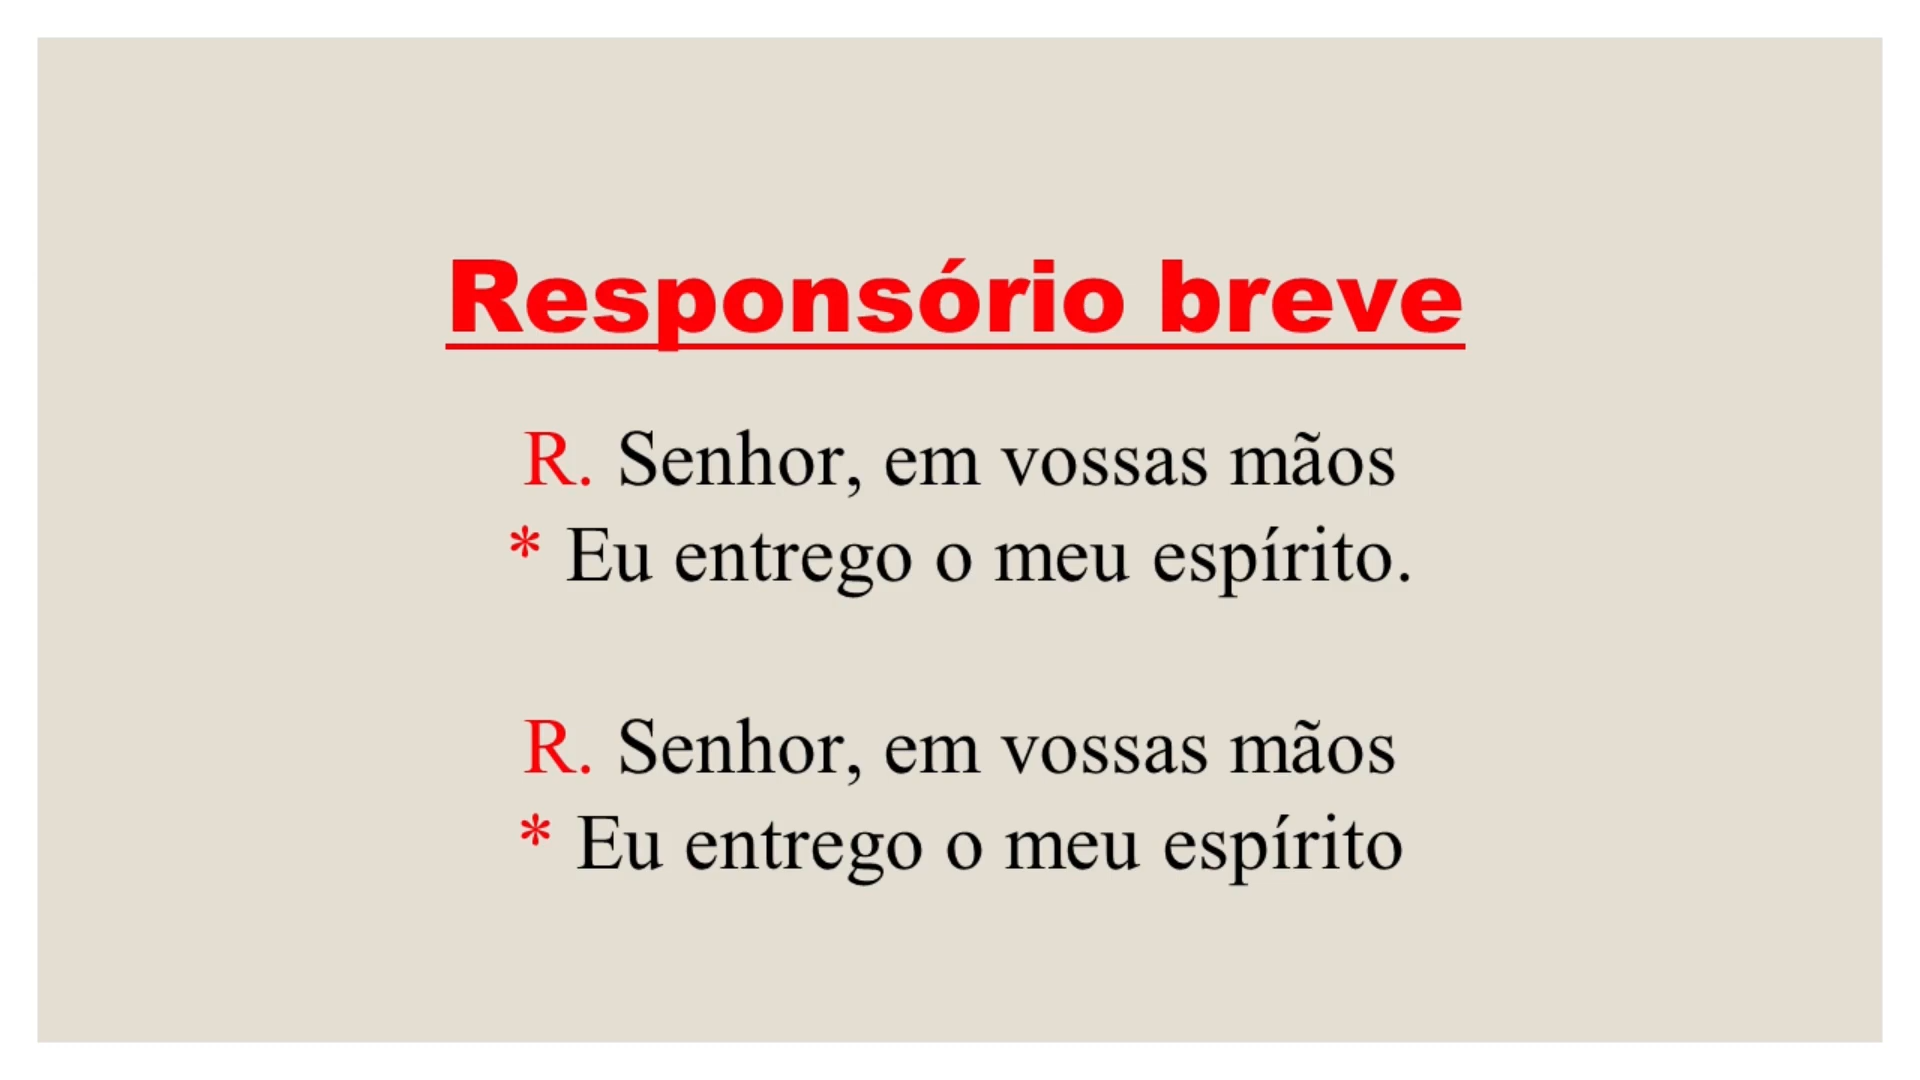 Responsório breve
R. Senhor, em vossas mãos
* Eu entrego o meu espírito.
R. Senhor, em vossas mãos
* Eu entrego o meu espírito